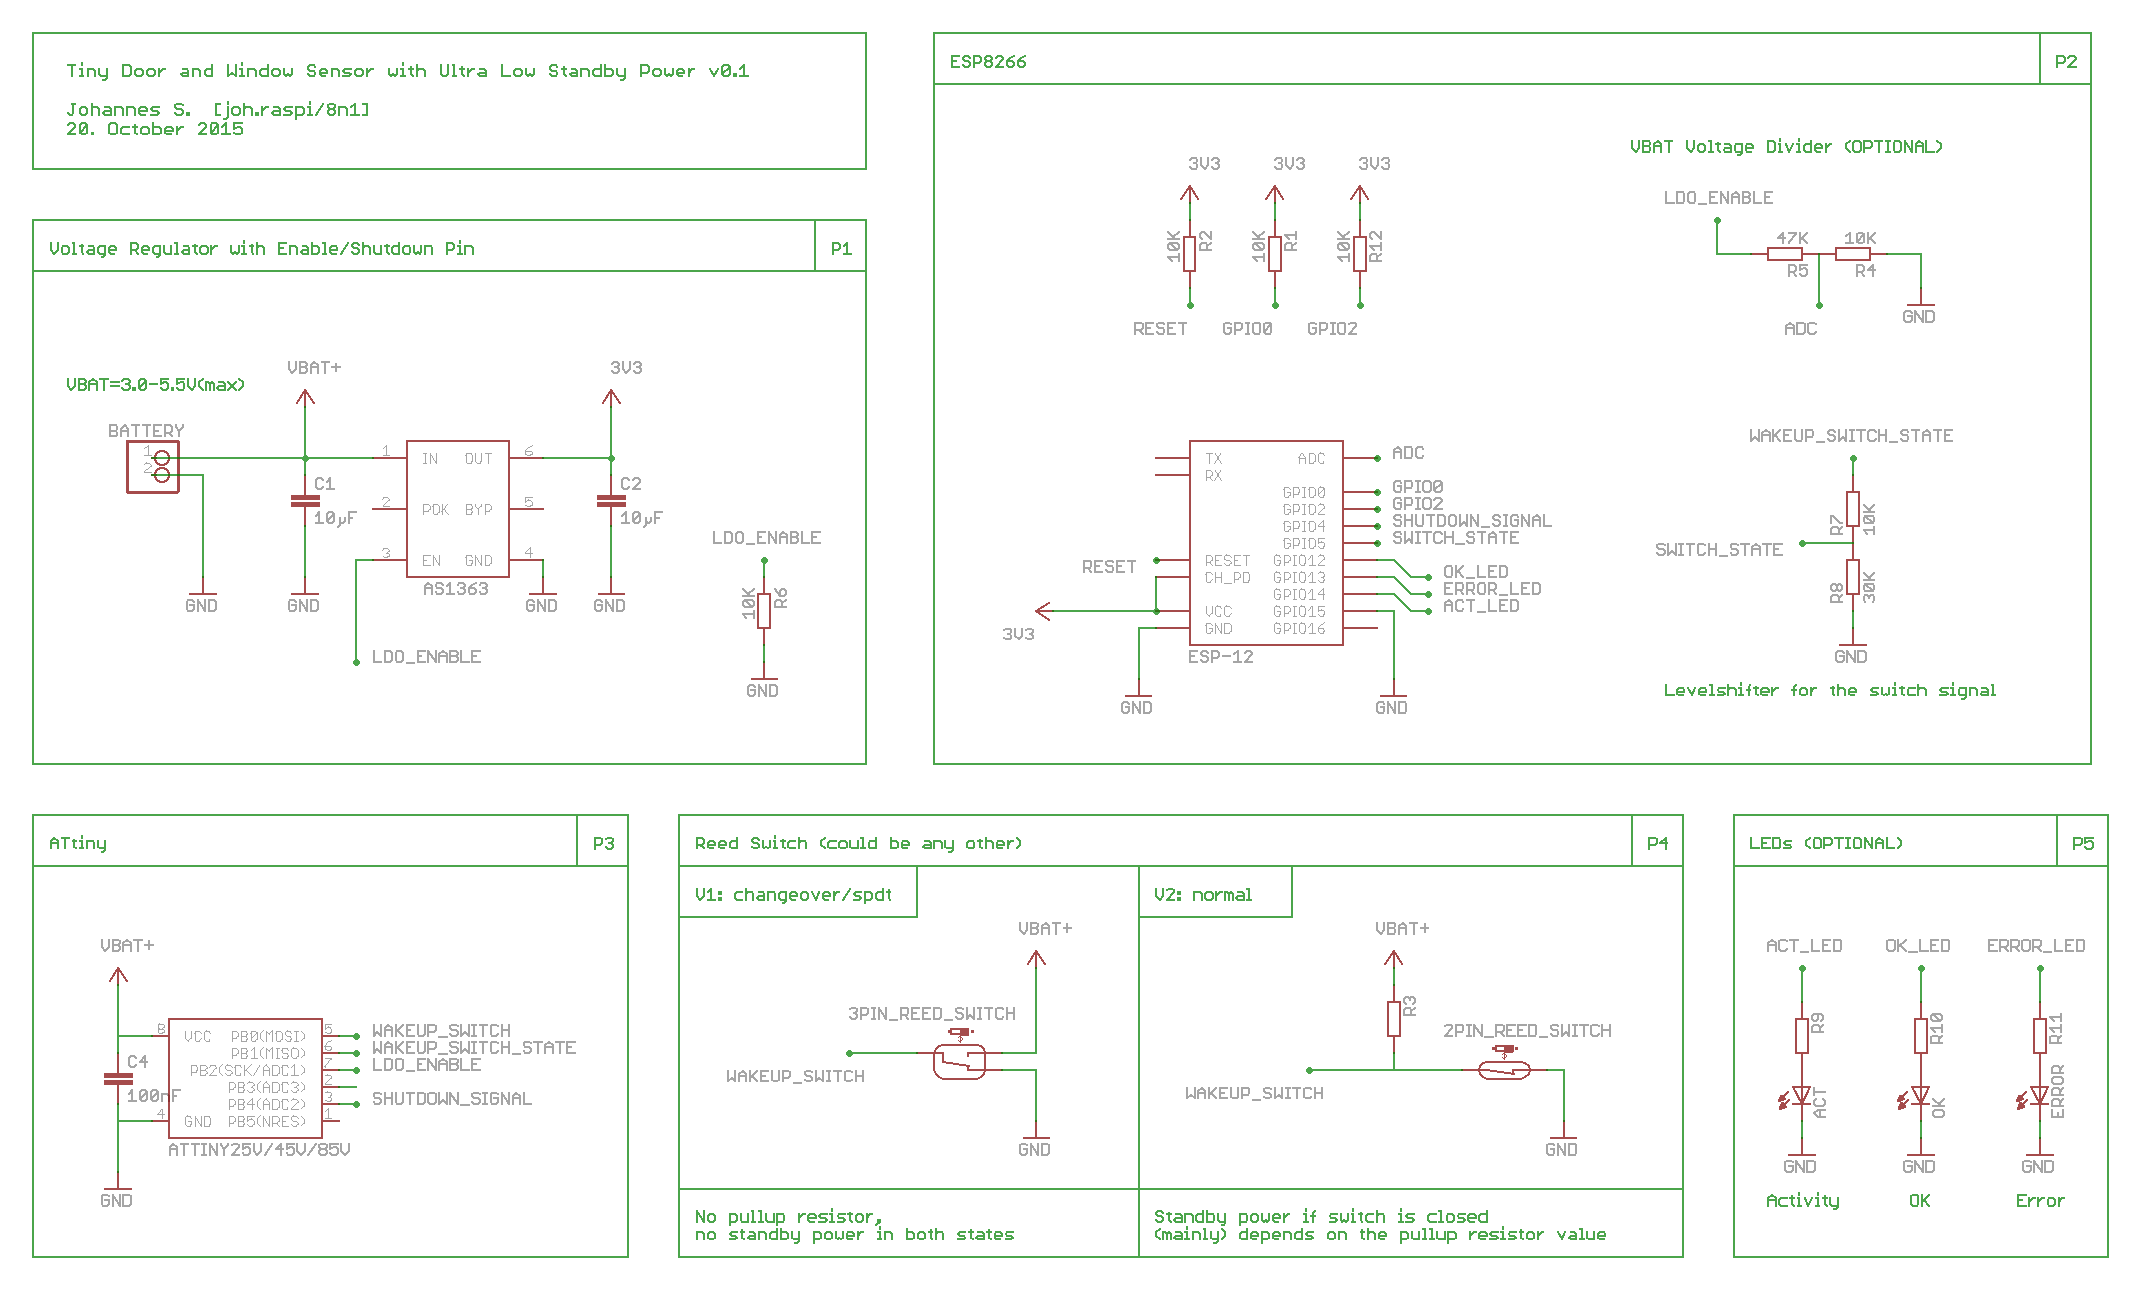 Tiny Door and Window Sensor with Ultra Low Standby Power v0.1
Johannes S. [joh.raspi/8n1]
20. October 2015
Voltage Regulator with Enable/Shutdown Pin
P1
VBAT=3.0-5.5V(max)
VBAT+
3V3
BATTERY
1
2
1
IN
OUT
6
2
POK
BYP
5
3
EN
GND
4
AS1363
C1
10µF
C2
10µF
GND
GND
GND
GND
LDO_ENABLE
LDO_ENABLE
10K
R6
GND
ESP8266
P2
3V3
3V3
3V3
10K
R2
10K
R1
10K
R12
RESET
GPIO0
GPIO2
VBAT Voltage Divider (OPTIONAL)
LDO_ENABLE
47K
10K
R5
R4
ADC
GND
TX
RX
RESET
CH_PD
VCC
GND
ADC
GPIO0
GPIO2
GPIO4
GPIO5
GPIO12
GPIO13
GPIO14
GPIO15
GPIO16
ESP-12
RESET
3V3
GND
GND
ADC
GPIO0
GPIO2
SHUTDOWN_SIGNAL
SWITCH_STATE
OK_LED
ERROR_LED
ACT_LED
WAKEUP_SWITCH_STATE
R7
10K
SWITCH_STATE
R8
30K
GND
Levelshifter for the switch signal
ATtiny
P3
VBAT+
C4
100nF
GND
8
VCC
4
GND
PB0(MOSI)
PB1(MISO)
PB2(SCK/ADC1)
PB3(ADC3)
PB4(ADC2)
PB5(NRES)
5
6
7
2
3
1
ATTINY25V/45V/85V
WAKEUP_SWITCH
WAKEUP_SWITCH_STATE
LDO_ENABLE
SHUTDOWN_SIGNAL
Reed Switch (could be any other)
P4
V1: changeover/spdt
VBAT+
3PIN_REED_SWITCH
WAKEUP_SWITCH
GND
No pullup resistor,
no standby power in both states
V2: normal
VBAT+
R3
2PIN_REED_SWITCH
WAKEUP_SWITCH
GND
Standby power if switch is closed
(mainly) depends on the pullup resistor value
LEDs (OPTIONAL)
P5
ACT_LED
OK_LED
ERROR_LED
R9
R10
R11
ACT
OK
ERROR
GND
GND
GND
Activity
OK
Error